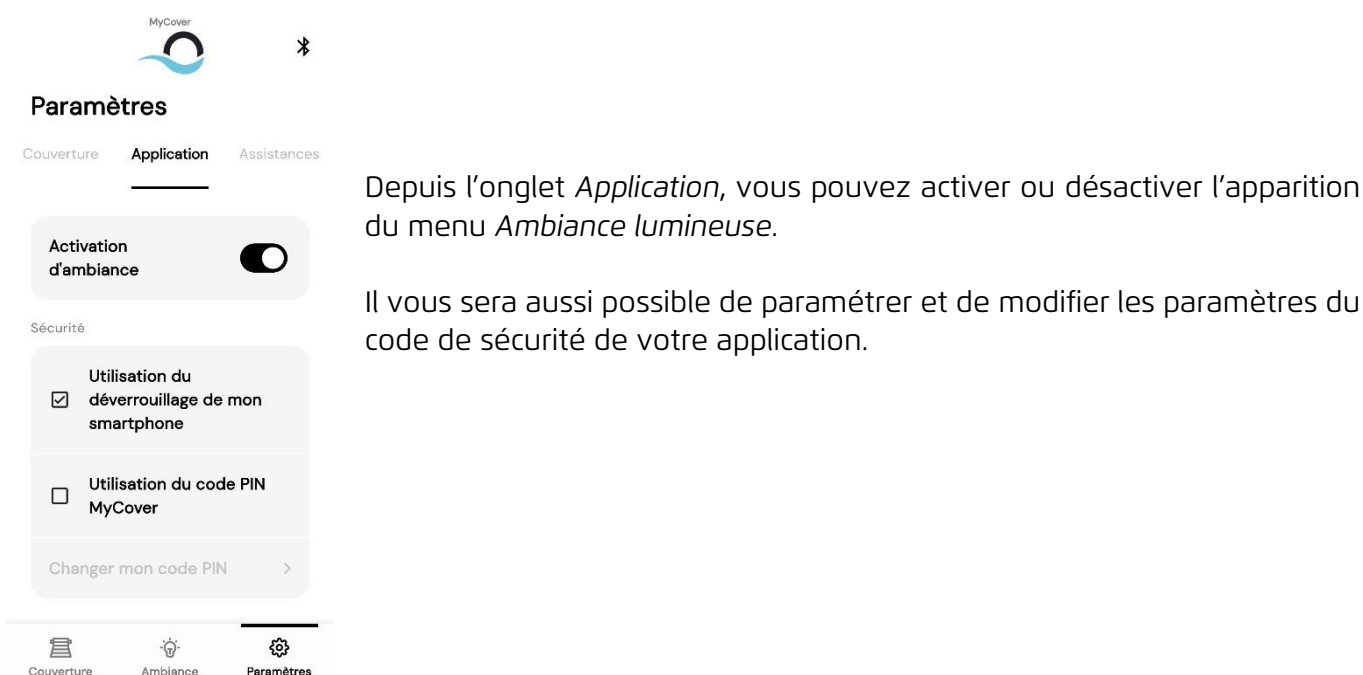 MyCover
Paramètres
Couverture Application Assistances
Activation
d'ambiance
Sécurité
Utilisation du
déverrouillage de mon
smartphone
Utilisation du code PIN
MyCover
Changer mon code PIN
Couverture Ambiance Paramètres
Depuis l’onglet Application, vous pouvez activer ou désactiver l’apparition
du menu Ambiance lumineuse.
Il vous sera aussi possible de paramétrer et de modifier les paramètres du
code de sécurité de votre application.